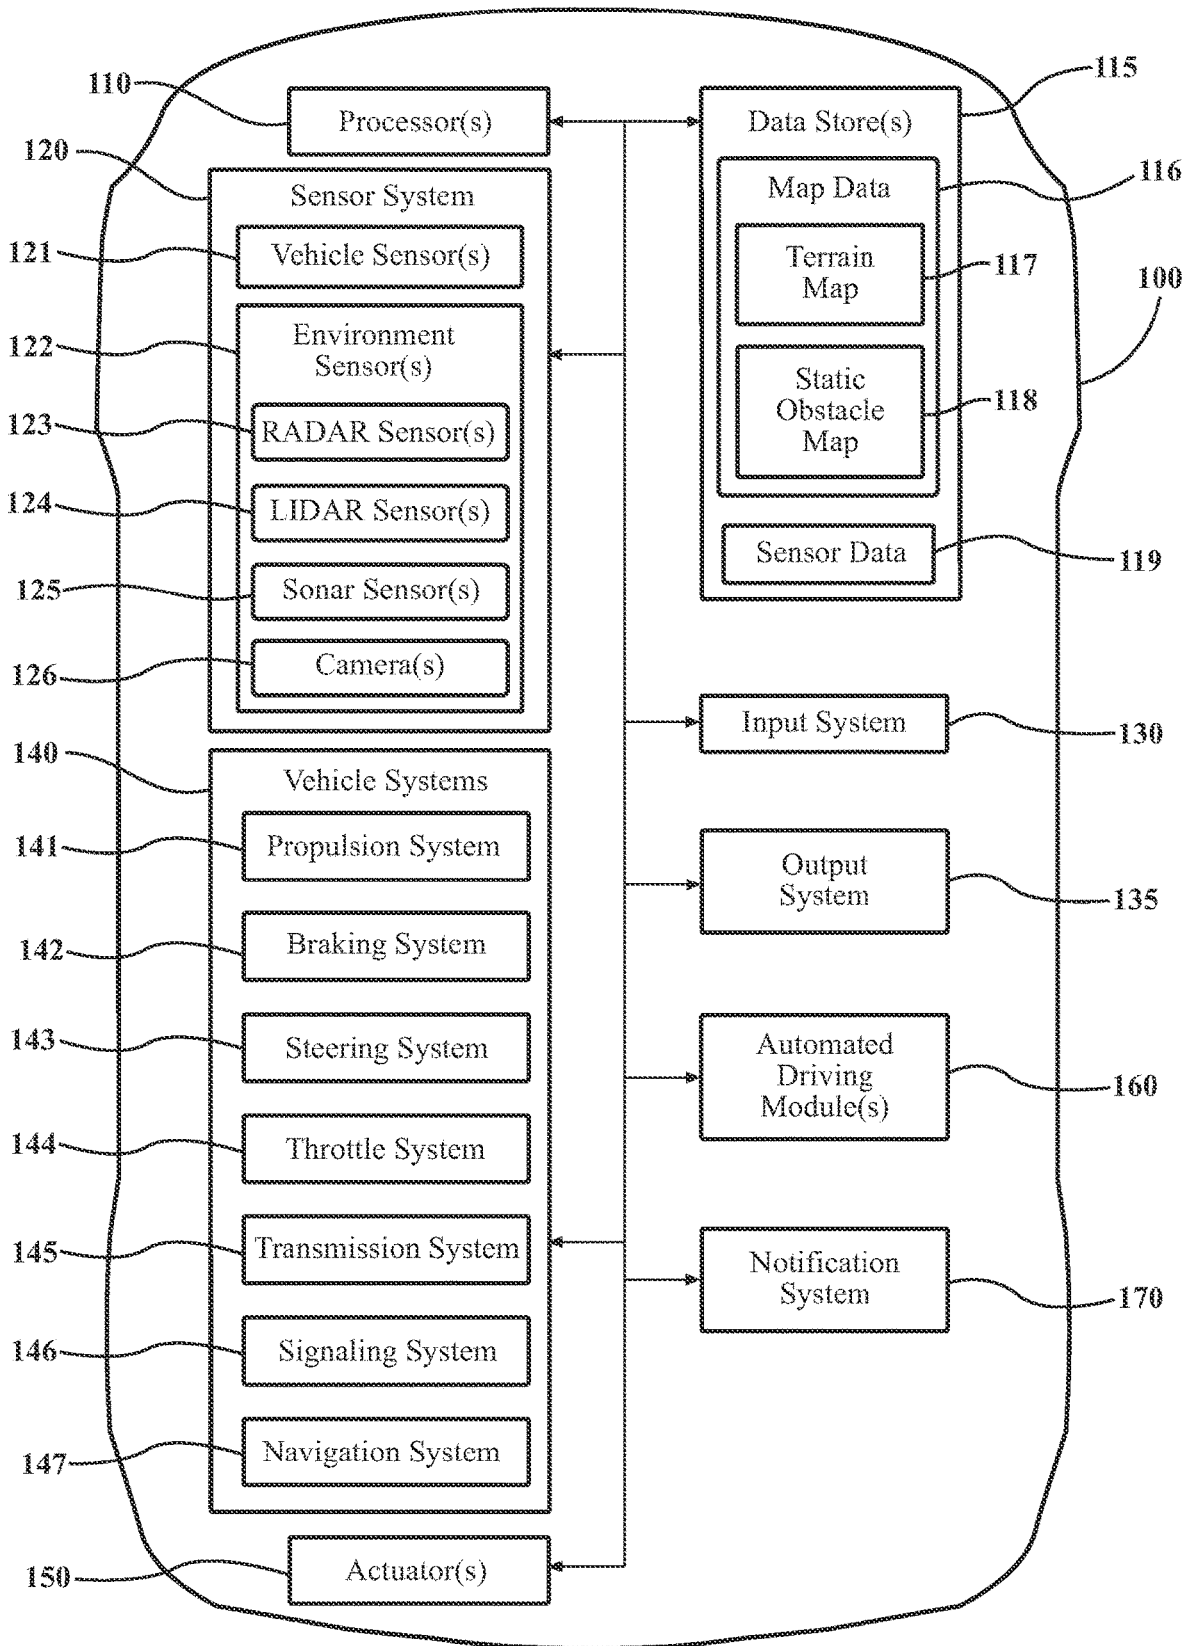 110
Processor(s)
120
Sensor System
121
Vehicle Sensor(s)
122
Environment
Sensor(s)
123
RADAR Sensor(s)
124
LIDAR Sensor(s)
125
Sonar Sensor(s)
126
Camera(s)
140
Vehicle Systems
141
Propulsion System
142
Braking System
143
Steering System
144
Throttle System
145
Transmission System
146
Signaling System
147
Navigation System
150
Actuator(s)
115
Data Store(s)
116
Map Data
Terrain
Map
117
100
Static
Obstacle
Map
118
Sensor Data
119
Input System
130
Output
System
135
Automated
Driving
Module(s)
160
Notification
System
170